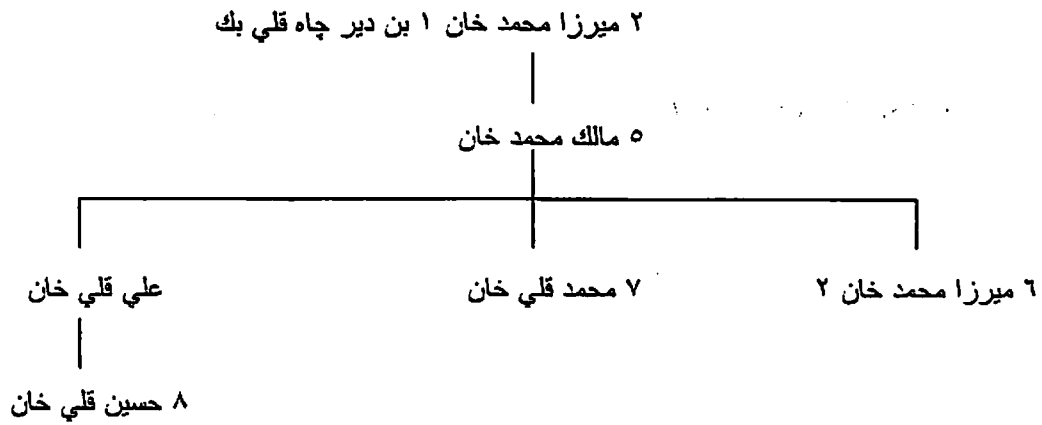 ٢ ميرزا محمد خان ١ بن دير چاه قلي بك
٥ مالك محمد خان
٦ ميرزا محمد خان ٢
٧ محمد قلي خان
علي قلي خان
٨ حسين قلي خان